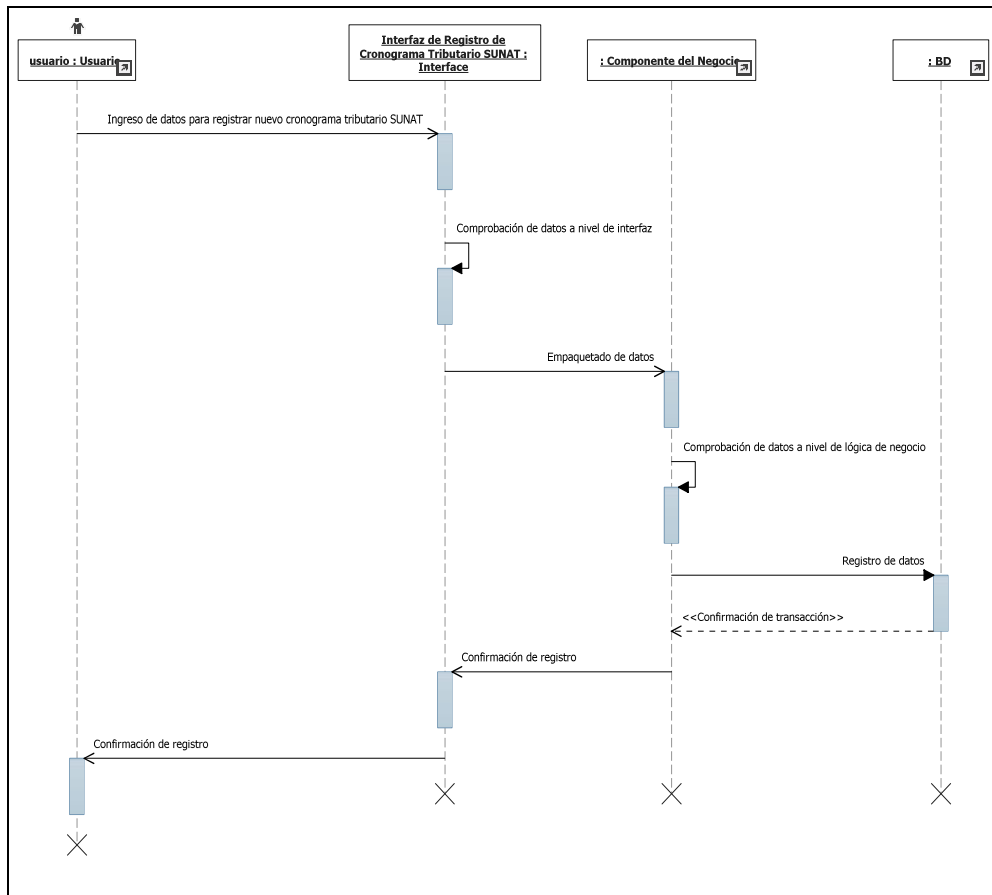 usuario : Usuario
Interfaz de Registro de
Cronograma Tributario SUNAT :
Interface
: Componente del Negocio
: BD
Ingreso de datos para registrar nuevo cronograma tributario SUNAT
Comprobación de datos a nivel de interfaz
Empaquetado de datos
Comprobación de datos a nivel de lógica de negocio
Registro de datos
<<Confirmación de transacción>>
Confirmación de registro
Confirmación de registro